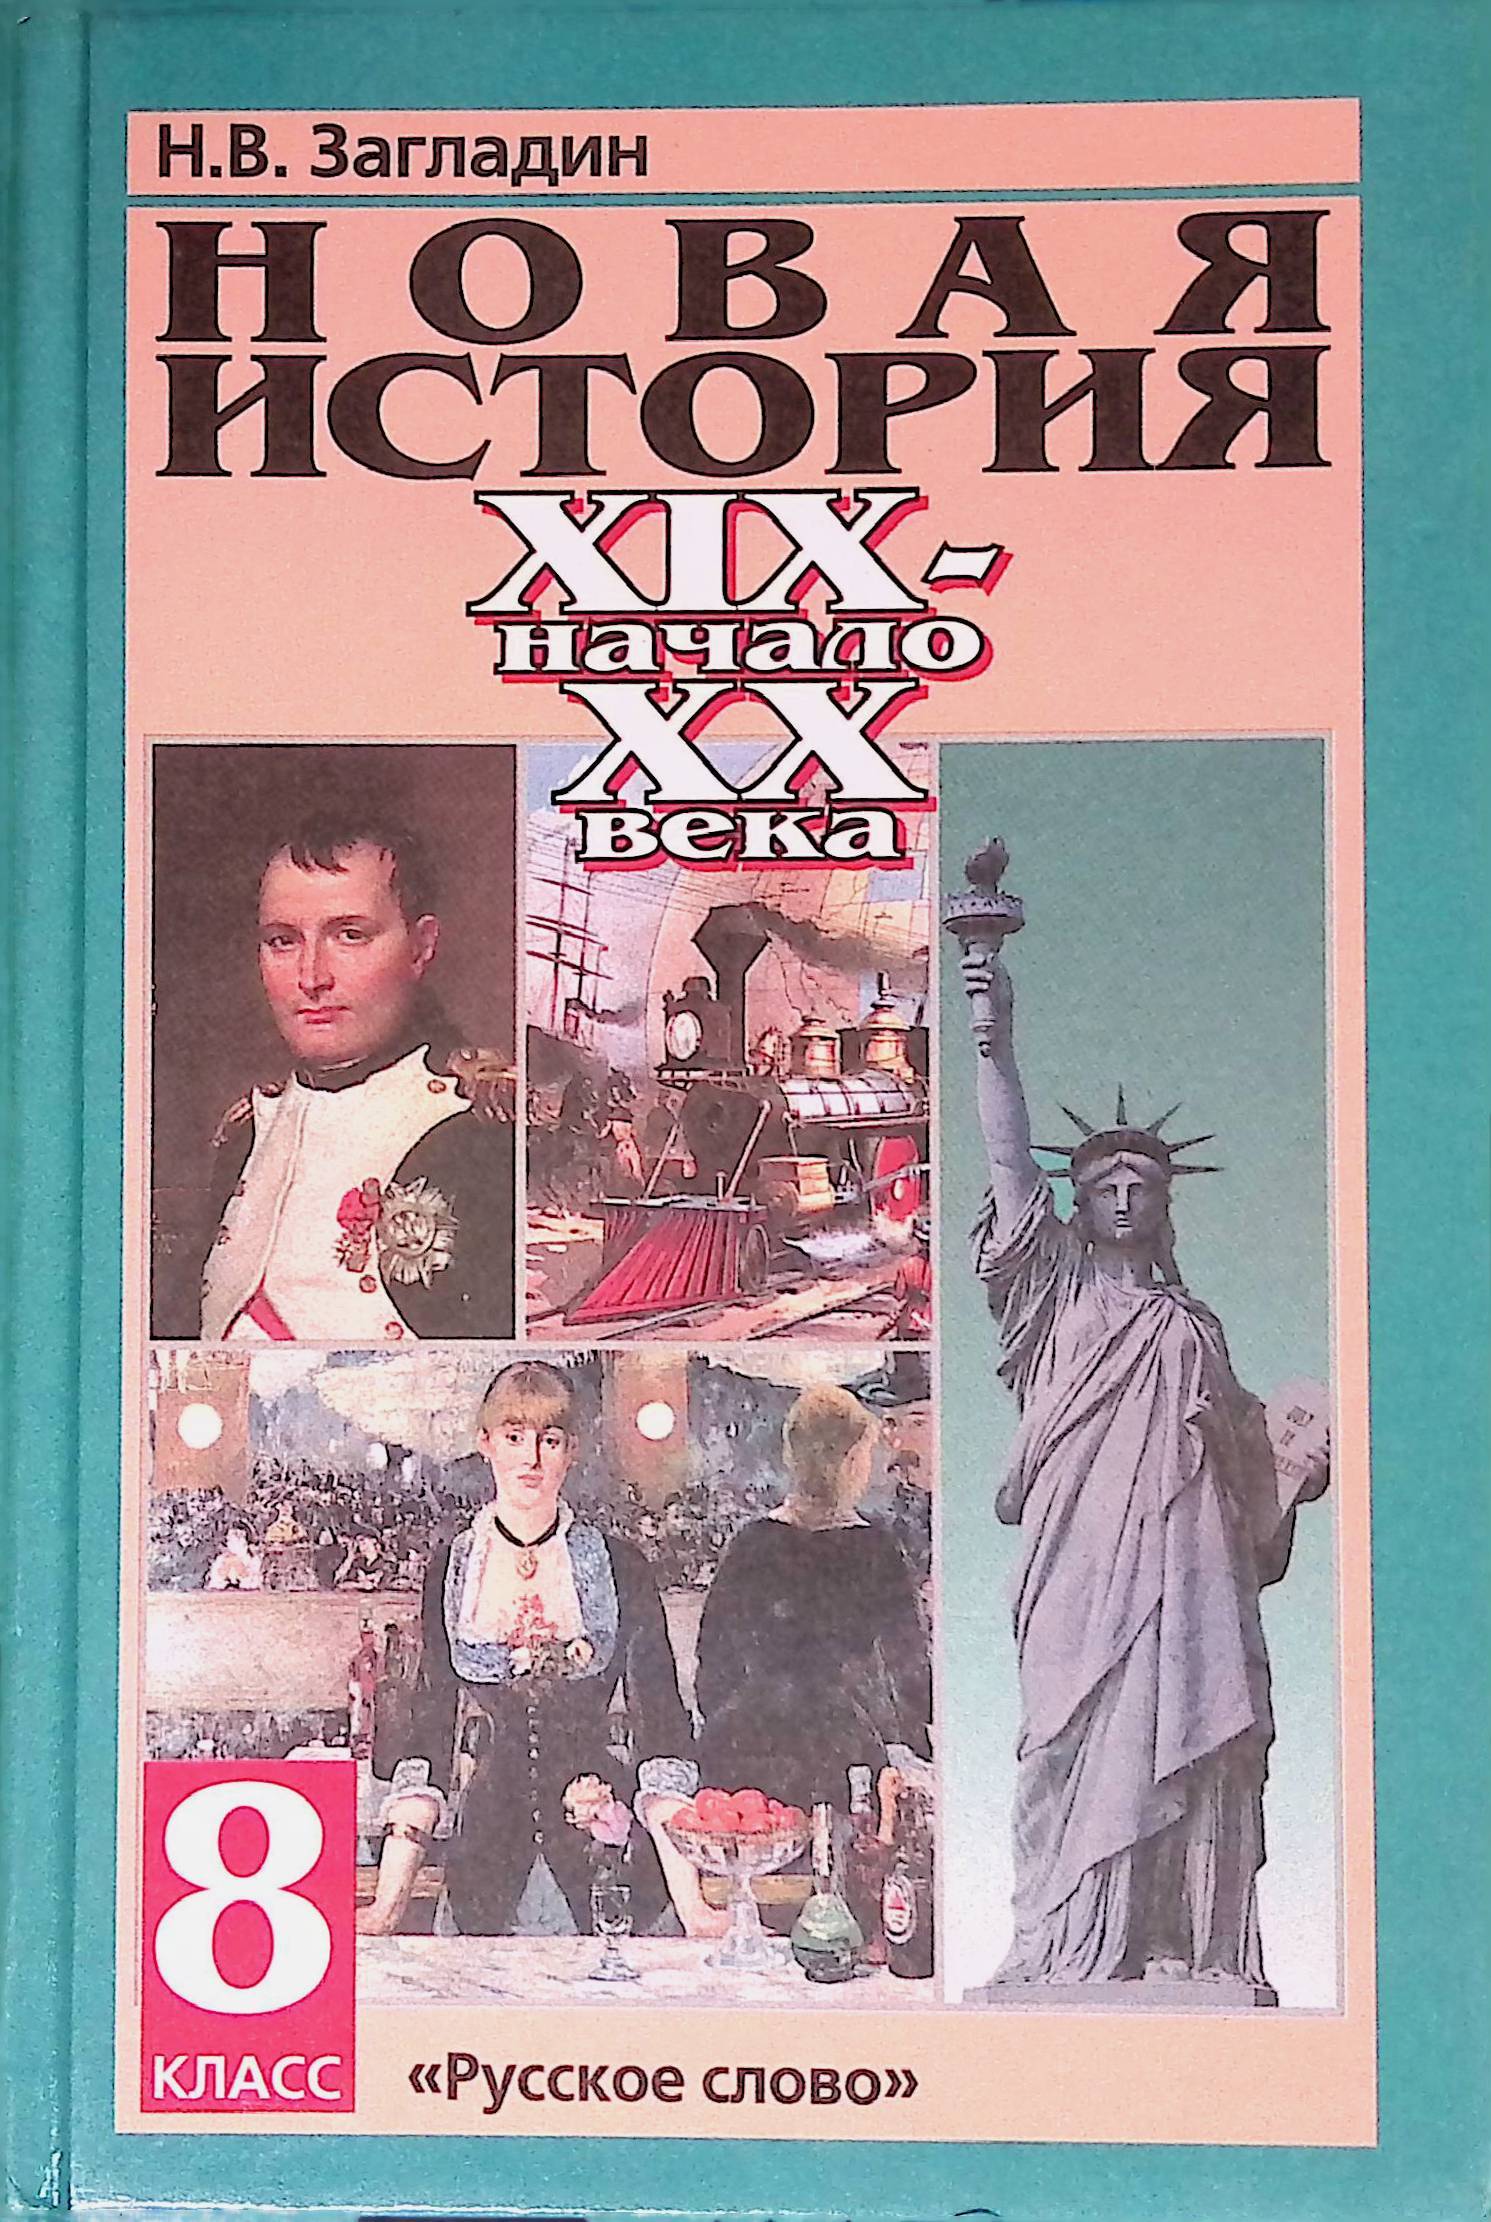 Н.В. Загладин
НОВАЯ
ИСТОРИЯ
XIX-
начало
XX
века
8
КЛАСС
«Русское слово»